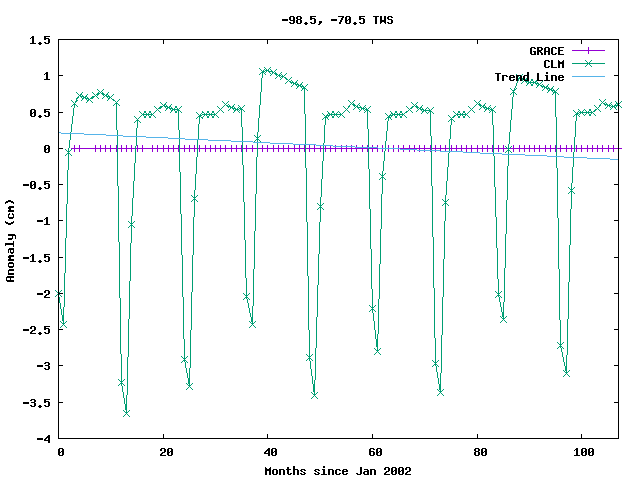 -98.5, -70.5 TWS
GRACE
CLM
Trend Line
1.5
1
0.5
0
-0.5
-1
-1.5
-2
-2.5
-3
-3.5
-4
Anomaly (cm)
0 20 40 60 80 100
Months since Jan 2002